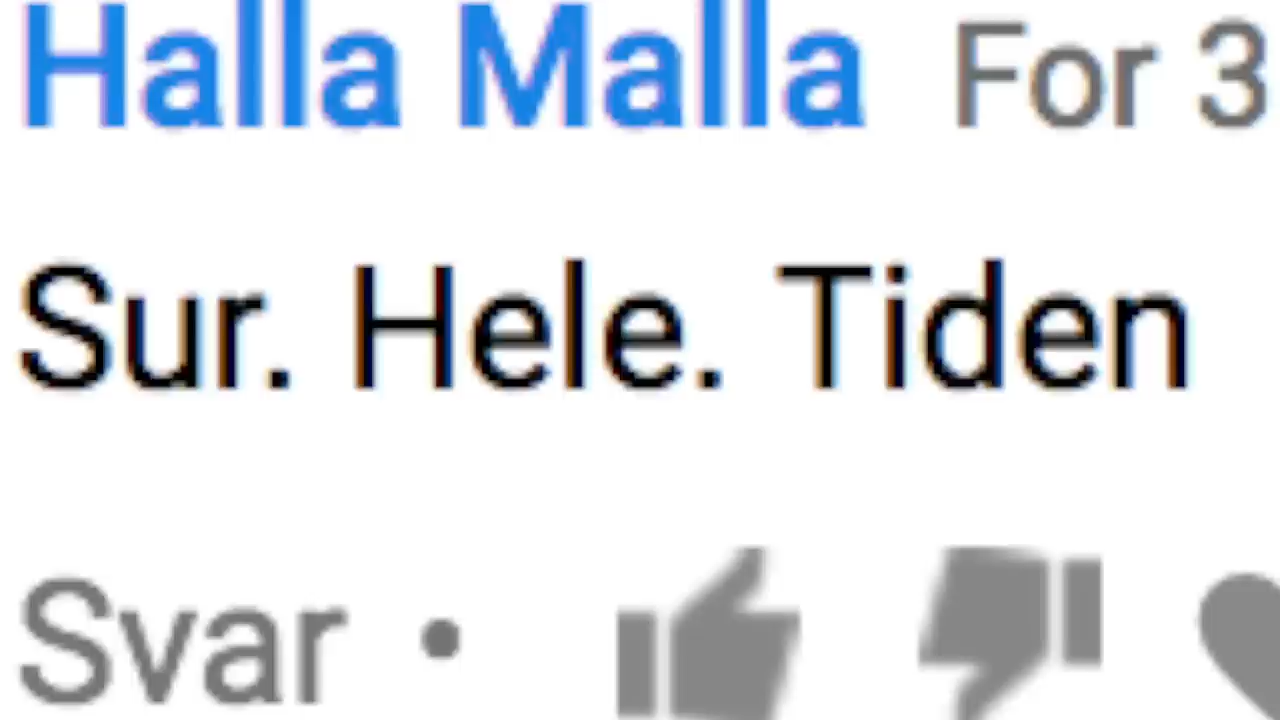 Halla Malla For 3
Sur. Hele. Tiden
Svar •